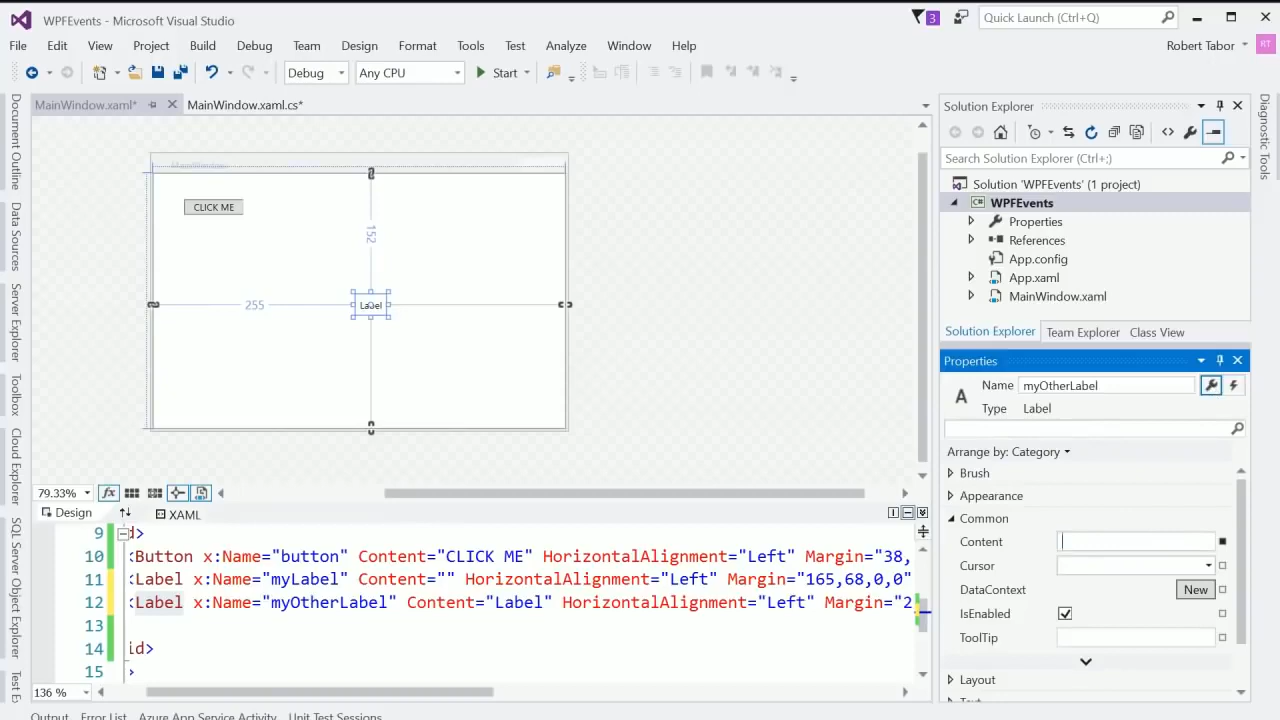 WPFEvents - Microsoft Visual Studio
3
Quick Launch (Ctrl+Q)
File Edit View Project Build Debug Team Format Tools Test Analyze Window Help
Robert Tabor
RT
Debug Any CPU Start
MainWindow.xaml* MainWindow.xaml.cs*
Document Outline
Data Sources
Server Explorer
Toolbox
Cloud Explorer
SQL Server Object Explorer
MainWindow
CLICK ME
152
255
Label
79.33%
Design XAML
9 d>
10 <Button x:Name="button" Content="CLICK ME" HorizontalAlignment="Left" Margin="38,
11 <Label x:Name="myLabel" Content="" HorizontalAlignment="Left" Margin="165,68,0,0"
12 <Label x:Name="myOtherLabel" Content="Label" HorizontalAlignment="Left" Margin="2
13
14 id>
15 >
136 %
Output Error List Azure App Service Activity Unit Test Sessions
Solution Explorer
Search Solution Explorer (Ctrl+;)
Solution 'WPFEvents' (1 project)
WPFEvents
Properties
References
App.config
App.xaml
MainWindow.xaml
Solution Explorer Team Explorer Class View
Properties
Name myOtherLabel
Type Label
Arrange by: Category
Brush
Appearance
Common
Content
Cursor
DataContext New
IsEnabled
ToolTip
Layout
Diagnostic Tools